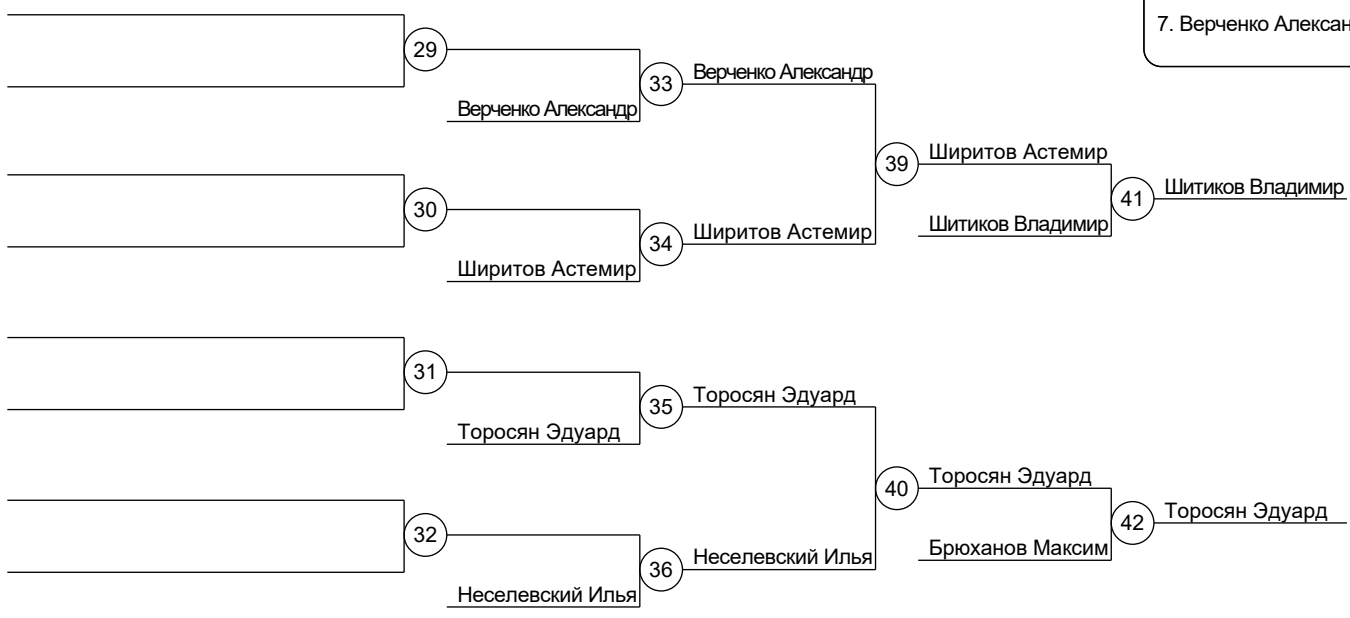 7. Верченко Алексан
29
33
Верченко Александр
Верченко Александр
39
Ширитов Астемир
41
Шитиков Владимир
30
34
Ширитов Астемир
Шитиков Владимир
Ширитов Астемир
31
35
Торосян Эдуард
Торосян Эдуард
40
Торосян Эдуард
42
Торосян Эдуард
32
36
Неселевский Илья
Брюханов Максим
Неселевский Илья